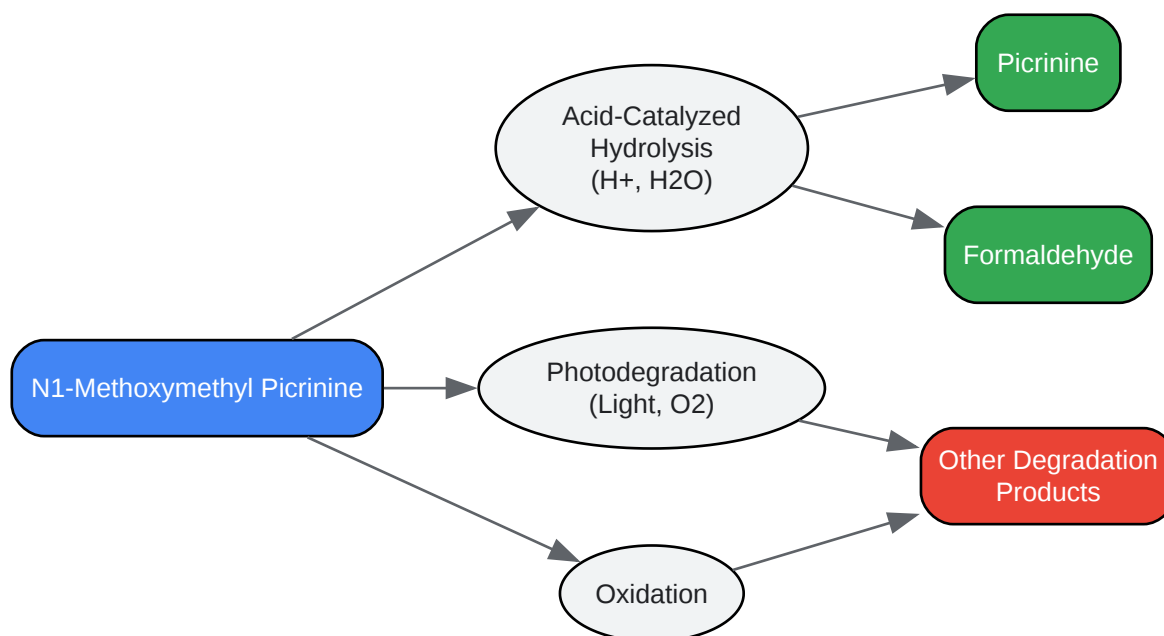 Picrinine
Acid-Catalyzed
Hydrolysis
(H+, H2O)
Formaldehyde
N1-Methoxymethyl Picrinine
Photodegradation
(Light, O2)
Other Degradation
Products
Oxidation